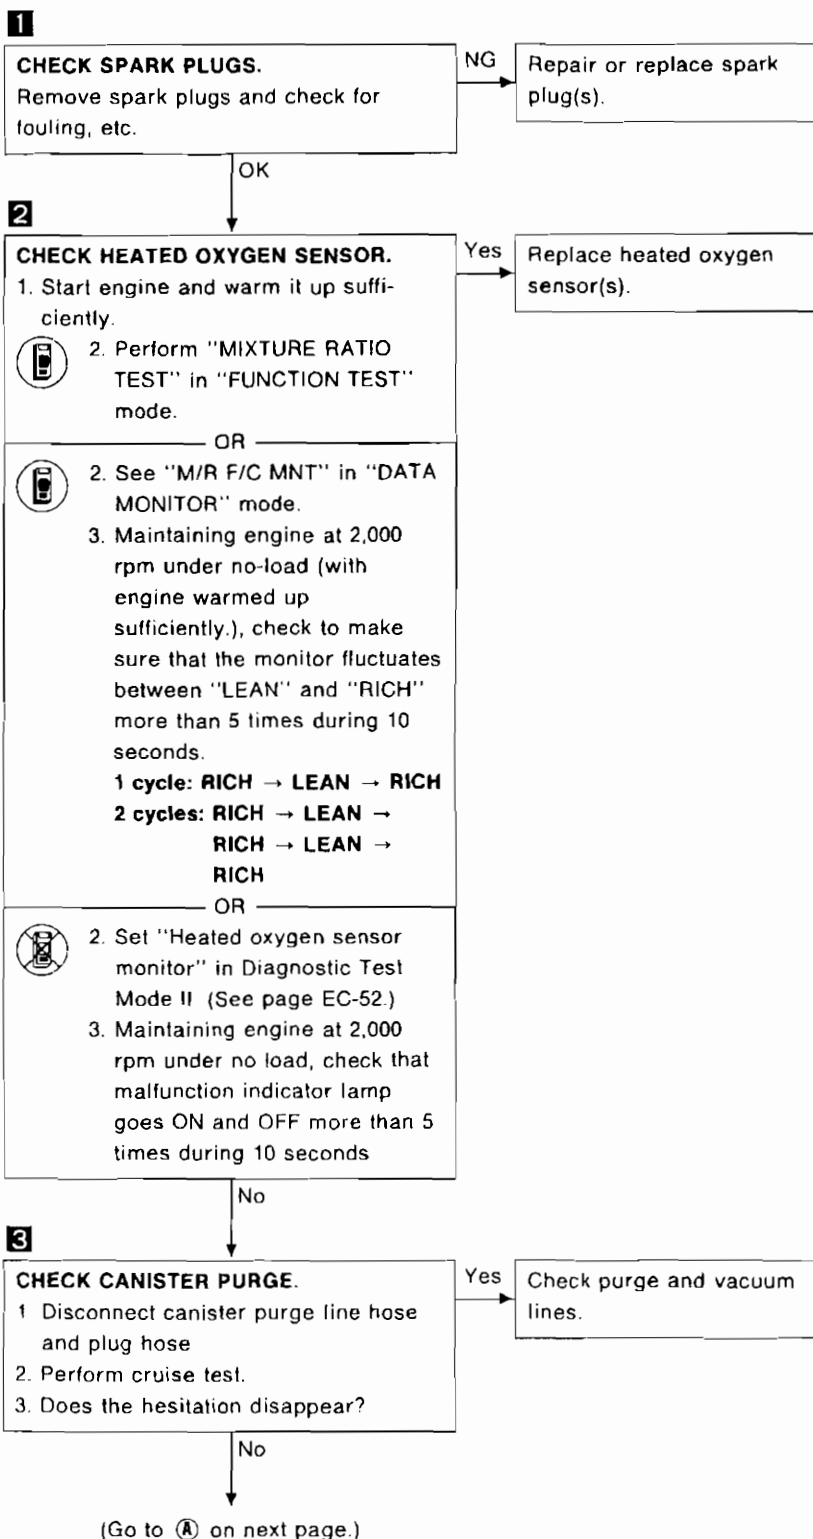 1
CHECK SPARK PLUGS.
Remove spark plugs and check for
fouling, etc.
NG
Repair or replace spark
plug(s).
OK
2
CHECK HEATED OXYGEN SENSOR.
1. Start engine and warm it up suffi-
ciently.
2. Perform "MIXTURE RATIO
TEST" in "FUNCTION TEST"
mode.
OR
2. See "M/R F/C MNT" in "DATA
MONITOR" mode.
3. Maintaining engine at 2,000
rpm under no-load (with
engine warmed up
sufficiently.), check to make
sure that the monitor fluctuates
between "LEAN" and "RICH"
more than 5 times during 10
seconds.
1 cycle: RICH → LEAN → RICH
2 cycles: RICH → LEAN →
RICH → LEAN →
RICH
OR
2. Set "Heated oxygen sensor
monitor" in Diagnostic Test
Mode II (See page EC-52.)
3. Maintaining engine at 2,000
rpm under no load, check that
malfunction indicator lamp
goes ON and OFF more than 5
times during 10 seconds
Yes
Replace heated oxygen
sensor(s).
No
3
CHECK CANISTER PURGE.
1 Disconnect canister purge line hose
and plug hose
2. Perform cruise test.
3. Does the hesitation disappear?
Yes
Check purge and vacuum
lines.
No
(Go to Ⓐ on next page.)